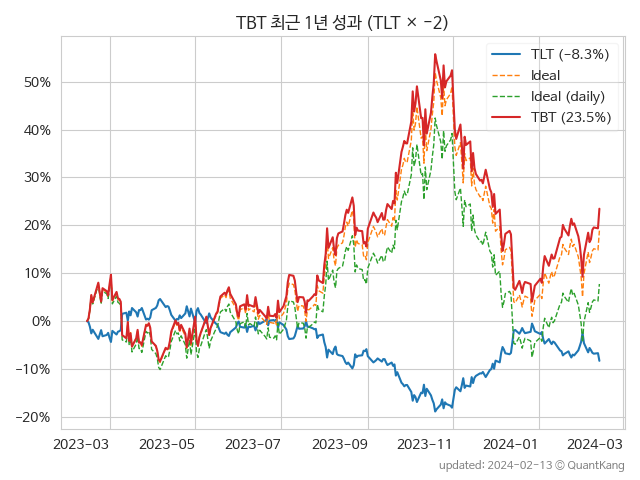 TBT 최근 1년 성과 (TLT × −2)
TLT (−8.3%)
Ideal
Ideal (daily)
TBT (23.5%)
50%
40%
30%
20%
10%
0%
−10%
−20%
2023-03 2023-05 2023-07 2023-09 2023-11 2024-01 2024-03
updated: 2024-02-13 © QuantKang